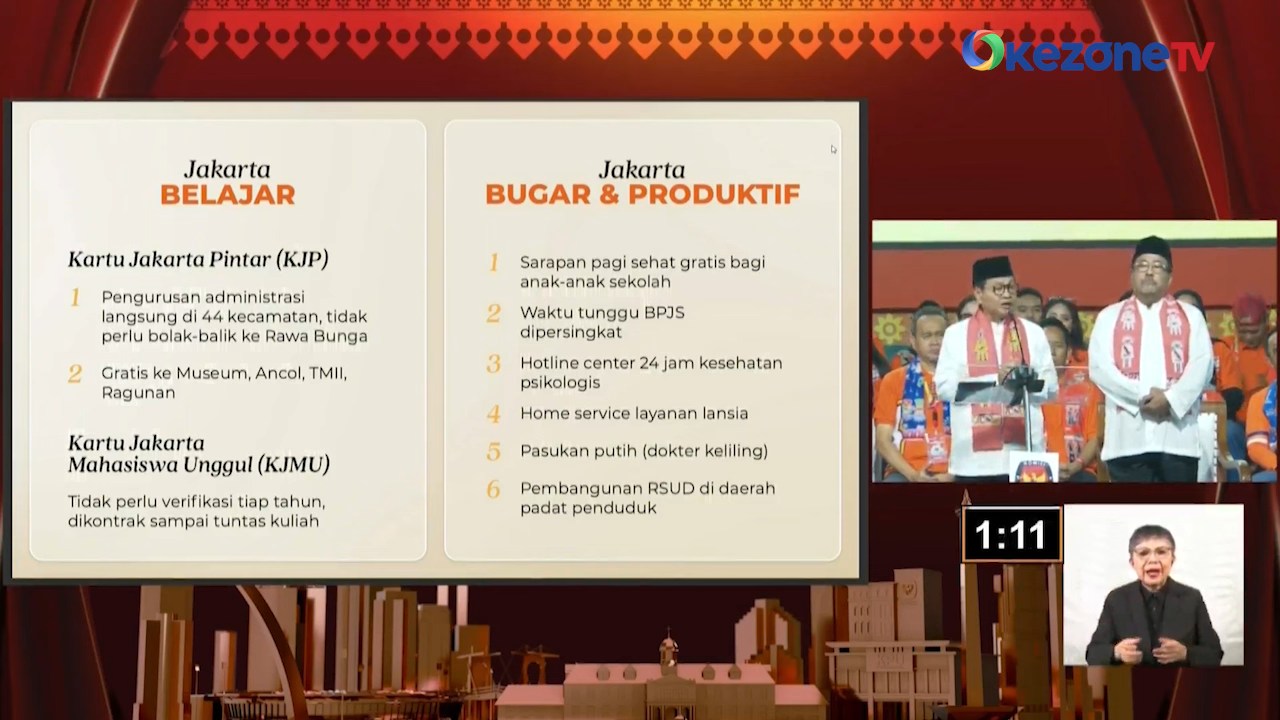 OkezoneTV
Jakarta
BELAJAR
Kartu Jakarta Pintar (KJP)
1 Pengurusan administrasi
langsung di 44 kecamatan, tidak
perlu bolak-balik ke Rawa Bunga
2 Gratis ke Museum, Ancol, TMII,
Ragunan
Kartu Jakarta
Mahasiswa Unggul (KJMU)
Tidak perlu verifikasi tiap tahun,
dikontrak sampai tuntas kuliah
Jakarta
BUGAR & PRODUKTIF
1 Sarapan pagi sehat gratis bagi
anak-anak sekolah
2 Waktu tunggu BPJS
dipersingkat
3 Hotline center 24 jam kesehatan
psikologis
4 Home service layanan lansia
5 Pasukan putih (dokter keliling)
6 Pembangunan RSUD di daerah
padat penduduk
1:11